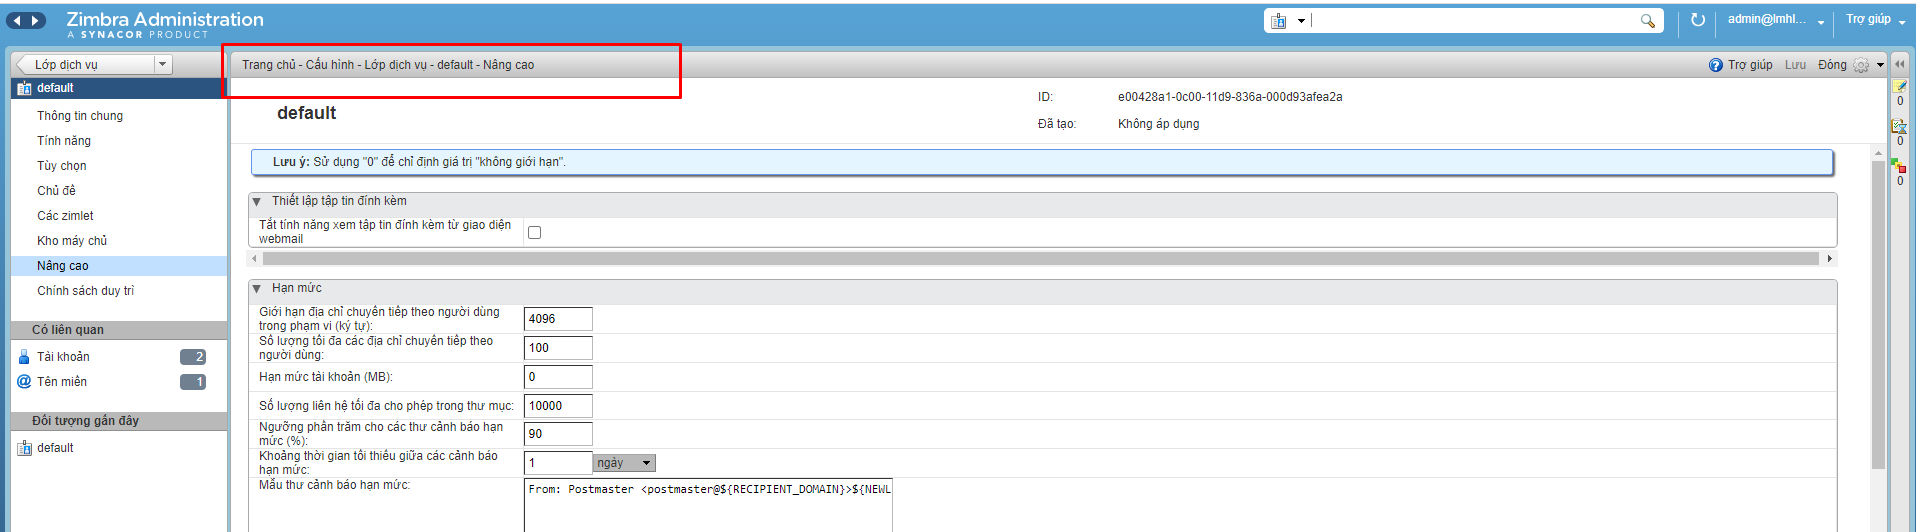 Zimbra Administration
A SYNACOR PRODUCT
admin@lmhl...
Trợ giúp
Lớp dịch vụ
Trang chủ - Cấu hình - Lớp dịch vụ - default - Nâng cao
Trợ giúp
Lưu
Đóng
default
Thông tin chung
Tính năng
Tùy chọn
Chủ đề
Các zimlet
Kho máy chủ
Nâng cao
Chính sách duy trì
Có liên quan
Tài khoản
2
Tên miền
1
Đối tượng gần đây
default
default
ID:
e00428a1-0c00-11d9-836a-000d93afea2a
Đã tạo:
Không áp dụng
Lưu ý: Sử dụng "0" để chỉ định giá trị "không giới hạn".
Thiết lập tập tin đính kèm
Tắt tính năng xem tập tin đính kèm từ giao diện
webmail
Hạn mức
Giới hạn địa chỉ chuyển tiếp theo người dùng
trong phạm vi (ký tự):
4096
Số lượng tối đa các địa chỉ chuyển tiếp theo
người dùng:
100
Hạn mức tài khoản (MB):
0
Số lượng liên hệ tối đa cho phép trong thư mục:
10000
Ngưỡng phần trăm cho các thư cảnh báo hạn
mức (%):
90
Khoảng thời gian tối thiểu giữa các cảnh báo
hạn mức:
1
ngày
Mẫu thư cảnh báo hạn mức:
From: Postmaster <postmaster@${RECIPIENT_DOMAIN}>${NEWL
0
0
0